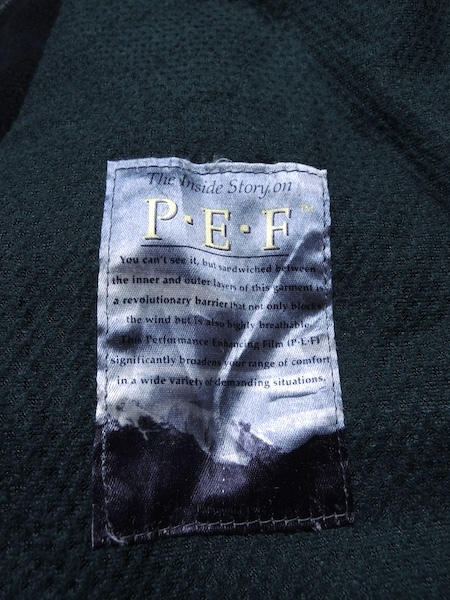 The Inside Story on
P·E·F™
You can't see it, but sandwiched between
the inner and outer layers of this garment is
a revolutionary barrier that not only blocks
the wind but is also highly breathable.
This Performance Enhancing Film (P·E·F)
significantly broadens your range of comfort
in a wide variety of demanding situations.